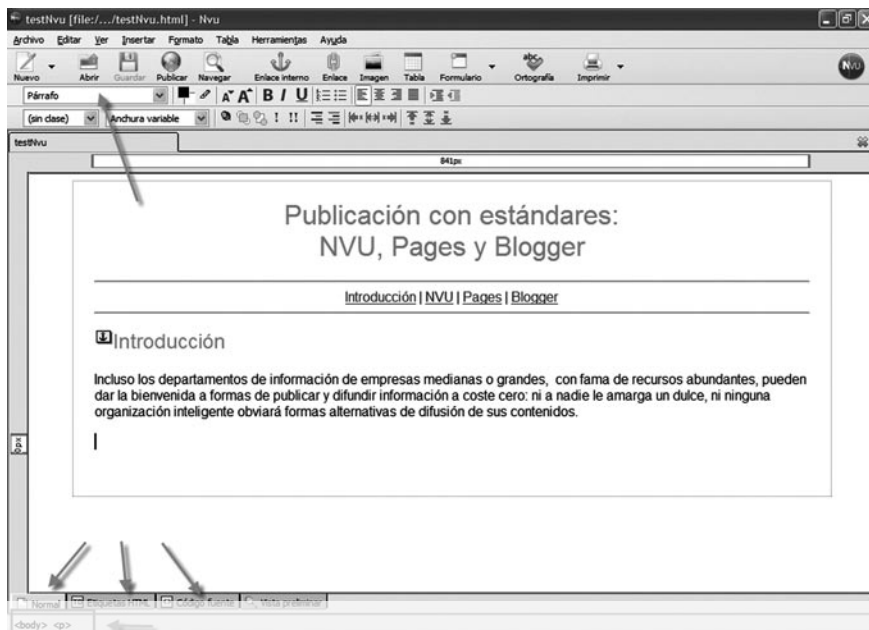 testNvu [file:/.../testNvu.html] - Nvu
Archivo Editar Ver Insertar Formato Tabla Herramientas Ayuda
Nuevo Abrir Guardar Publicar Navegar Enlace interno Enlace Imagen Tabla Formulario Ortografía Imprimir
Párrafo
(sin clase) Anchura variable
testNvu
841px
Publicación con estándares:
NVU, Pages y Blogger
Introducción | NVU | Pages | Blogger
Introducción
Incluso los departamentos de información de empresas medianas o grandes, con fama de recursos abundantes, pueden
dar la bienvenida a formas de publicar y difundir información a coste cero: ni a nadie le amarga un dulce, ni ninguna
organización inteligente obviará formas alternativas de difusión de sus contenidos.
0px
Normal Etiquetas HTML Código fuente Vista preliminar
<body> <p>